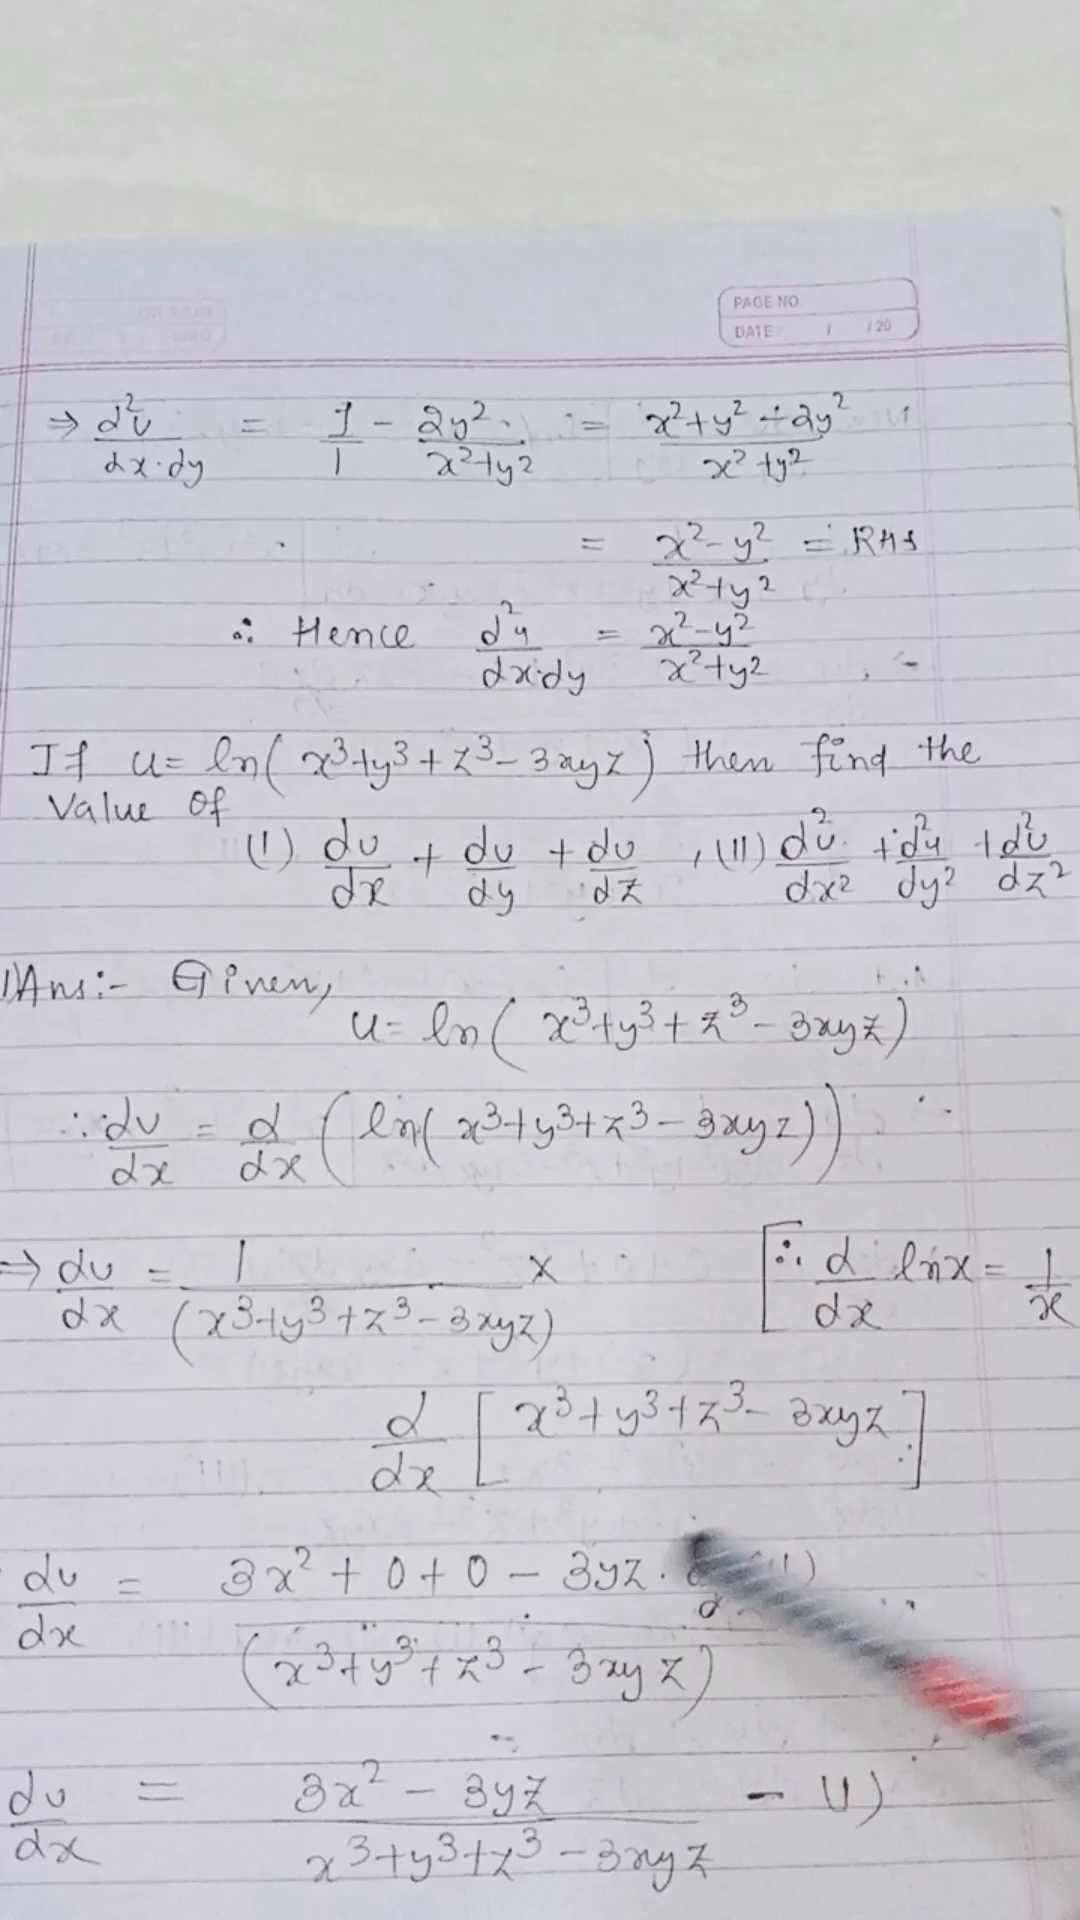 PAGE NO
DATE / /20
⇒ d²u/dx·dy = 1/1 - 2y²/x²+y² = x²+y²-2y²/x²+y²
= x²-y²/x²+y² = RHS
∴ Hence d²u/dx·dy = x²-y²/x²+y²
If u= ln(x³+y³+z³-3xyz) then find the
value of
(I) du/dx + du/dy + du/dz , (II) d²u/dx² + d²u/dy² + d²u/dz²
1)Ans:- Given,
u= ln(x³+y³+z³-3xyz)
∴ du/dx = d/dx (ln(x³+y³+z³-3xyz))
⇒ du/dx = 1/(x³+y³+z³-3xyz) × [∴ d/dx lnx = 1/x
d/dx [x³+y³+z³-3xyz]
du/dx = 3x²+0+0-3yz· /(x³+y³+z³-3xyz)
du/dx = 3x²-3yz/x³+y³+z³-3xyz - 1)